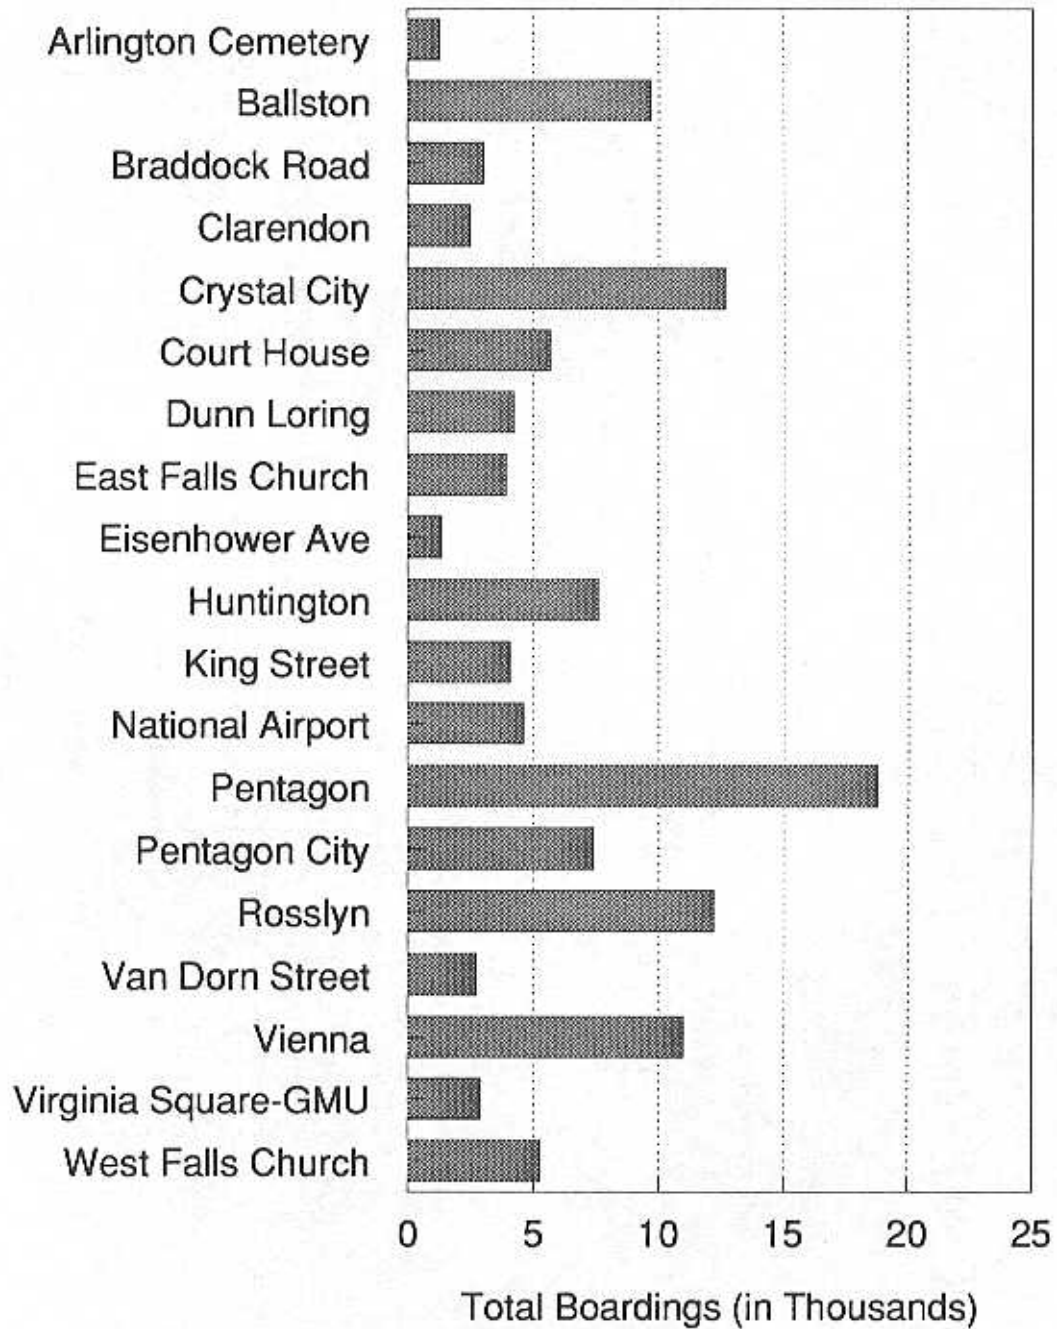 Arlington Cemetery
Ballston
Braddock Road
Clarendon
Crystal City
Court House
Dunn Loring
East Falls Church
Eisenhower Ave
Huntington
King Street
National Airport
Pentagon
Pentagon City
Rosslyn
Van Dorn Street
Vienna
Virginia Square-GMU
West Falls Church
0 5 10 15 20 25
Total Boardings (in Thousands)